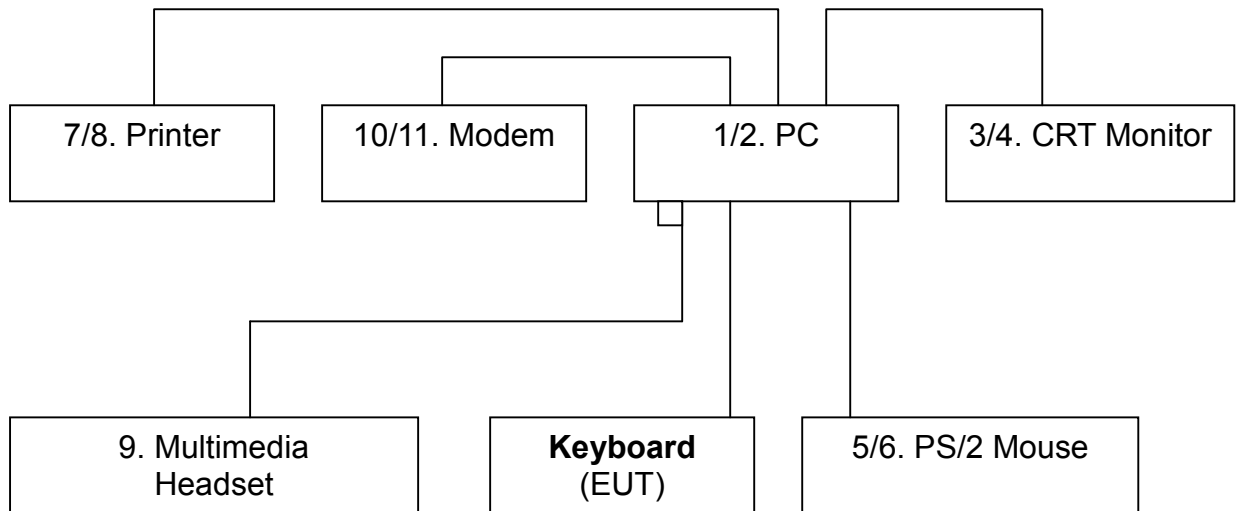 7/8. Printer
10/11. Modem
1/2. PC
3/4. CRT Monitor
9. Multimedia
Headset
Keyboard
(EUT)
5/6. PS/2 Mouse